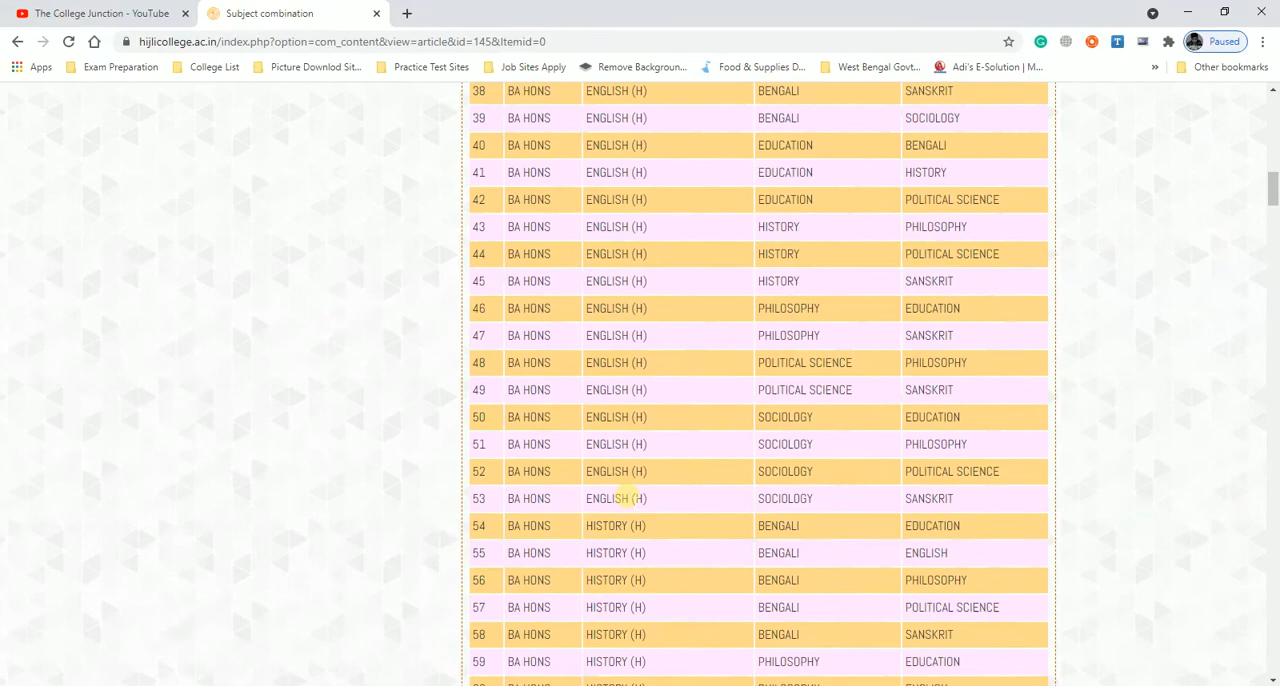 The College Junction - YouTube
Subject combination
hijlicollege.ac.in/index.php?option=com_content&view=article&id=145&Itemid=0
Paused
Apps Exam Preparation College List Picture Downlod Sit... Practice Test Sites Job Sites Apply Remove Backgroun... Food & Supplies D... West Bengal Govt... Adi's E-Solution | M... » Other bookmarks
38 BA HONS ENGLISH (H) BENGALI SANSKRIT
39 BA HONS ENGLISH (H) BENGALI SOCIOLOGY
40 BA HONS ENGLISH (H) EDUCATION BENGALI
41 BA HONS ENGLISH (H) EDUCATION HISTORY
42 BA HONS ENGLISH (H) EDUCATION POLITICAL SCIENCE
43 BA HONS ENGLISH (H) HISTORY PHILOSOPHY
44 BA HONS ENGLISH (H) HISTORY POLITICAL SCIENCE
45 BA HONS ENGLISH (H) HISTORY SANSKRIT
46 BA HONS ENGLISH (H) PHILOSOPHY EDUCATION
47 BA HONS ENGLISH (H) PHILOSOPHY SANSKRIT
48 BA HONS ENGLISH (H) POLITICAL SCIENCE PHILOSOPHY
49 BA HONS ENGLISH (H) POLITICAL SCIENCE SANSKRIT
50 BA HONS ENGLISH (H) SOCIOLOGY EDUCATION
51 BA HONS ENGLISH (H) SOCIOLOGY PHILOSOPHY
52 BA HONS ENGLISH (H) SOCIOLOGY POLITICAL SCIENCE
53 BA HONS ENGLISH (H) SOCIOLOGY SANSKRIT
54 BA HONS HISTORY (H) BENGALI EDUCATION
55 BA HONS HISTORY (H) BENGALI ENGLISH
56 BA HONS HISTORY (H) BENGALI PHILOSOPHY
57 BA HONS HISTORY (H) BENGALI POLITICAL SCIENCE
58 BA HONS HISTORY (H) BENGALI SANSKRIT
59 BA HONS HISTORY (H) PHILOSOPHY EDUCATION